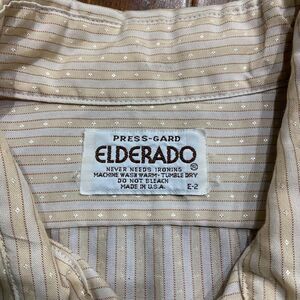 PRESS-GARD
ELDERADO®
NEVER NEEDS IRONING
MACHINE WASH WARM - TUMBLE DRY
DO NOT BLEACH
MADE IN U.S.A. E-2